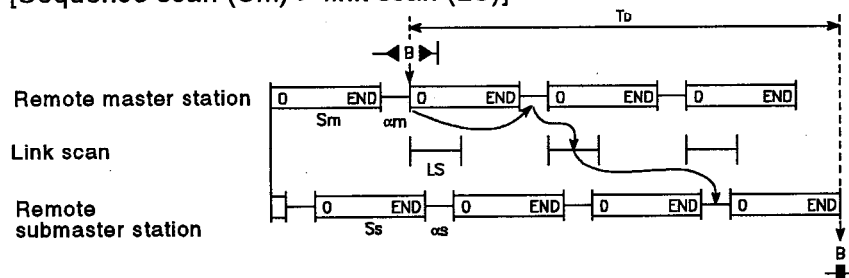 [Sequence scan (Sm) > link scan (LS)]
TD
B
Remote master station
0 END 0 END 0 END 0 END
Sm αm
Link scan
LS
Remote
submaster station
0 END 0 END 0 END 0 END
Ss αs
B